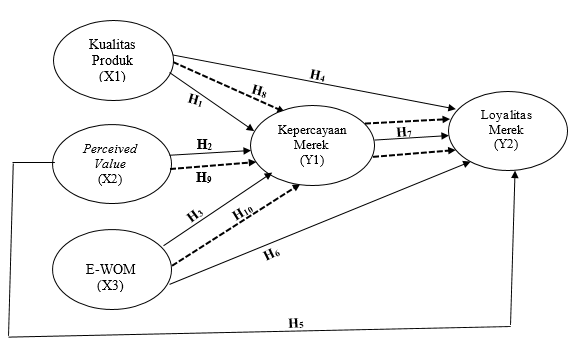 Kualitas
Produk
(X1)
H4
H8
H1
Loyalitas
Merek
(Y2)
Kepercayaan
Merek
(Y1)
H7
Perceived
Value
(X2)
H2
H9
H3
H10
E-WOM
(X3)
H6
H5